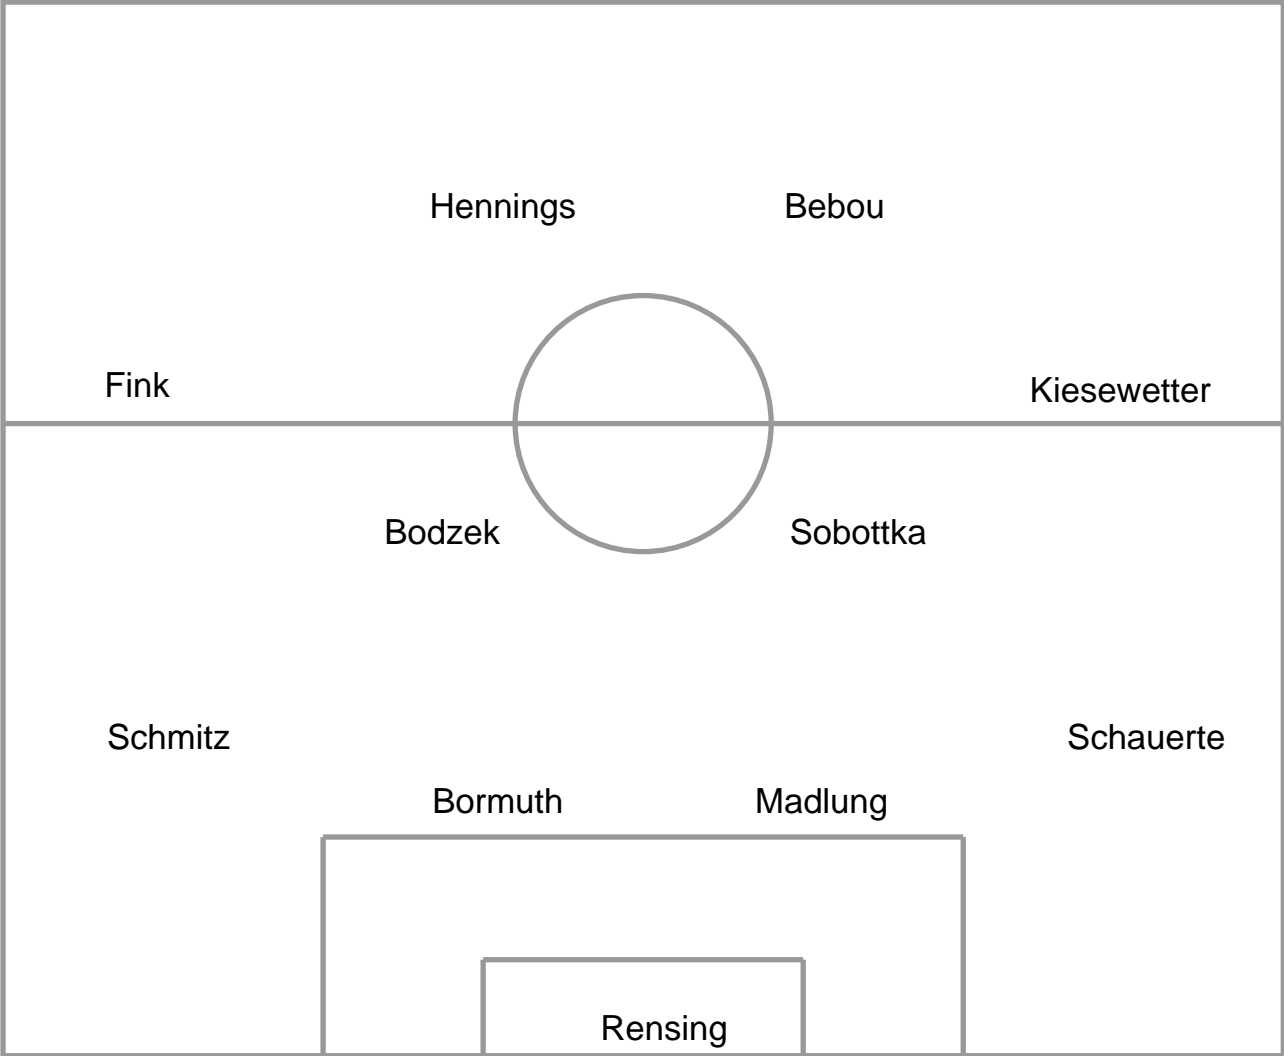 Hennings Bebou
Fink Kiesewetter
Bodzek Sobottka
Schmitz Schauerte
Bormuth Madlung
Rensing